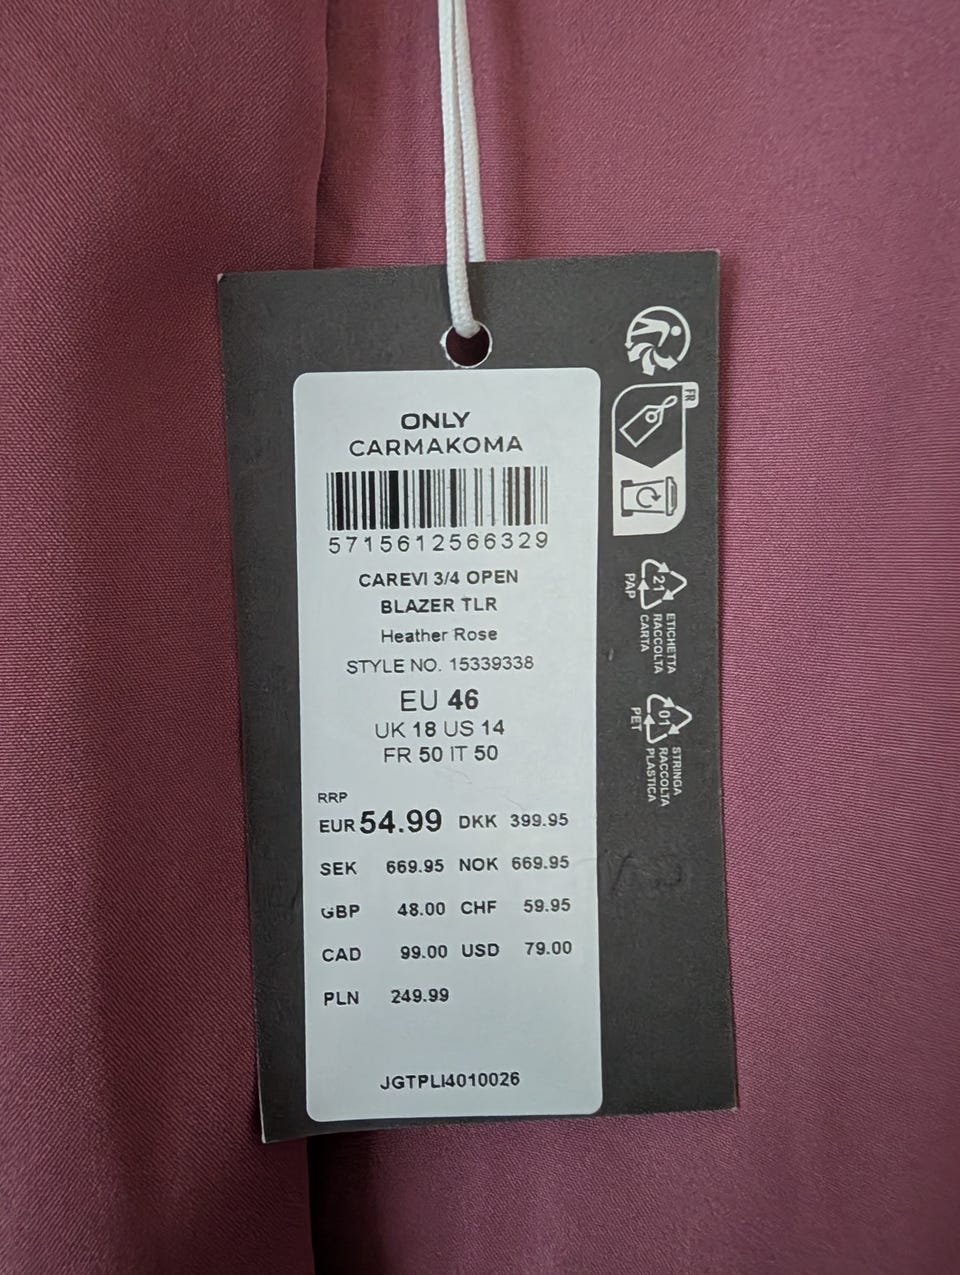 ONLY
CARMAKOMA
5715612566329
CAREVI 3/4 OPEN
BLAZER TLR
Heather Rose
STYLE NO. 15339338
EU 46
UK 18 US 14
FR 50 IT 50
RRP
EUR 54.99 DKK 399.95
SEK 669.95 NOK 669.95
GBP 48.00 CHF 59.95
CAD 99.00 USD 79.00
PLN 249.99
JGTPLI4010026
FR
21
PAP
ETICHETTA
RACCOLTA
CARTA
01
PET
STRINGA
RACCOLTA
PLASTICA